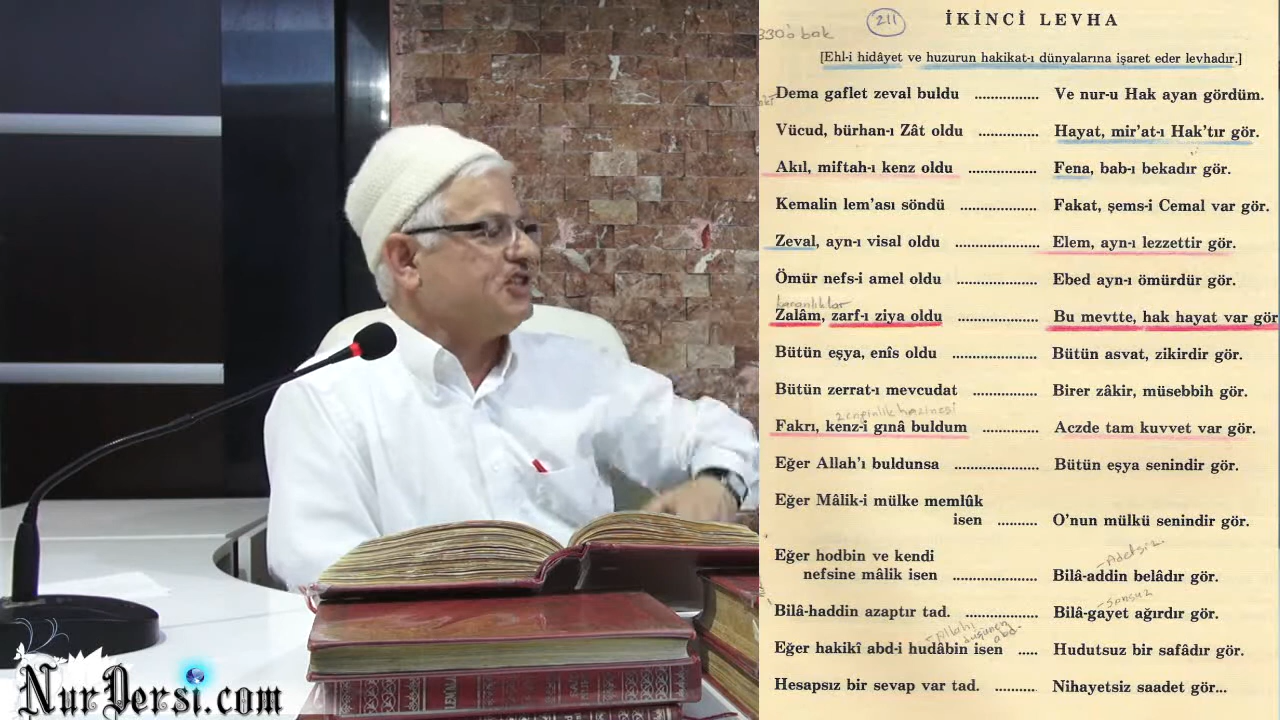 211
330a bak
İKİNCİ LEVHA
[Ehl-i hidâyet ve huzurun hakikat-ı dünyalarına işaret eder levhadır.]
Dema gaflet zeval buldu .................. Ve nur-u Hak ayan gördüm.
Vücud, bürhan-ı Zât oldu ................ Hayat, mir'at-ı Hak'tır gör.
Akıl, miftah-ı kenz oldu ................... Fena, bab-ı bekadır gör.
Kemalin lem'ası söndü ..................... Fakat, şems-i Cemal var gör.
Zeval, ayn-ı visal oldu ....................... Elem, ayn-ı lezzettir gör.
Ömür nefs-i amel oldu ...................... Ebed ayn-ı ömürdür gör.
karanlıklar
Zalâm, zarf-ı ziya oldu ...................... Bu mevtte, hak hayat var gör
Bütün eşya, enîs oldu ....................... Bütün asvat, zikirdir gör.
Bütün zerrat-ı mevcudat .................. Birer zâkir, müsebbih gör.
zenginlik hazinesi
Fakrı, kenz-i gınâ buldum ................ Aczde tam kuvvet var gör.
Eğer Allah'ı buldunsa ........................ Bütün eşya senindir gör.
Eğer Mâlik-i mülke memlûk
isen ........... O'nun mülkü senindir gör.
Eğer hodbin ve kendi
- Adetsiz
nefsine mâlik isen ........................ Bilâ-addin belâdır gör.
- sonsuz
Bilâ-haddin azaptır tad. .................... Bilâ-gayet ağırdır gör.
- Allahı düşünen abd-
Eğer hakikî abd-i hudâbin isen ..... Hudutsuz bir safâdır gör.
Hesapsız bir sevap var tad. ............ Nihayetsiz saadet gör...
NurDersi.com